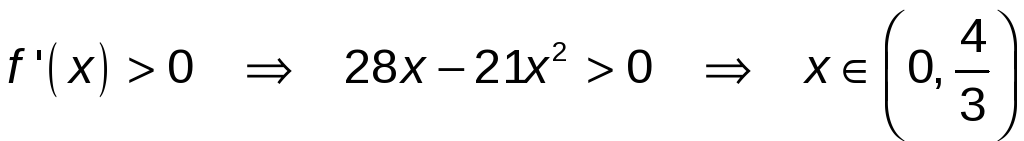 f '(x) > 0 ⇒ 28x − 21x² > 0 ⇒ x ∈ (0, 4/3)